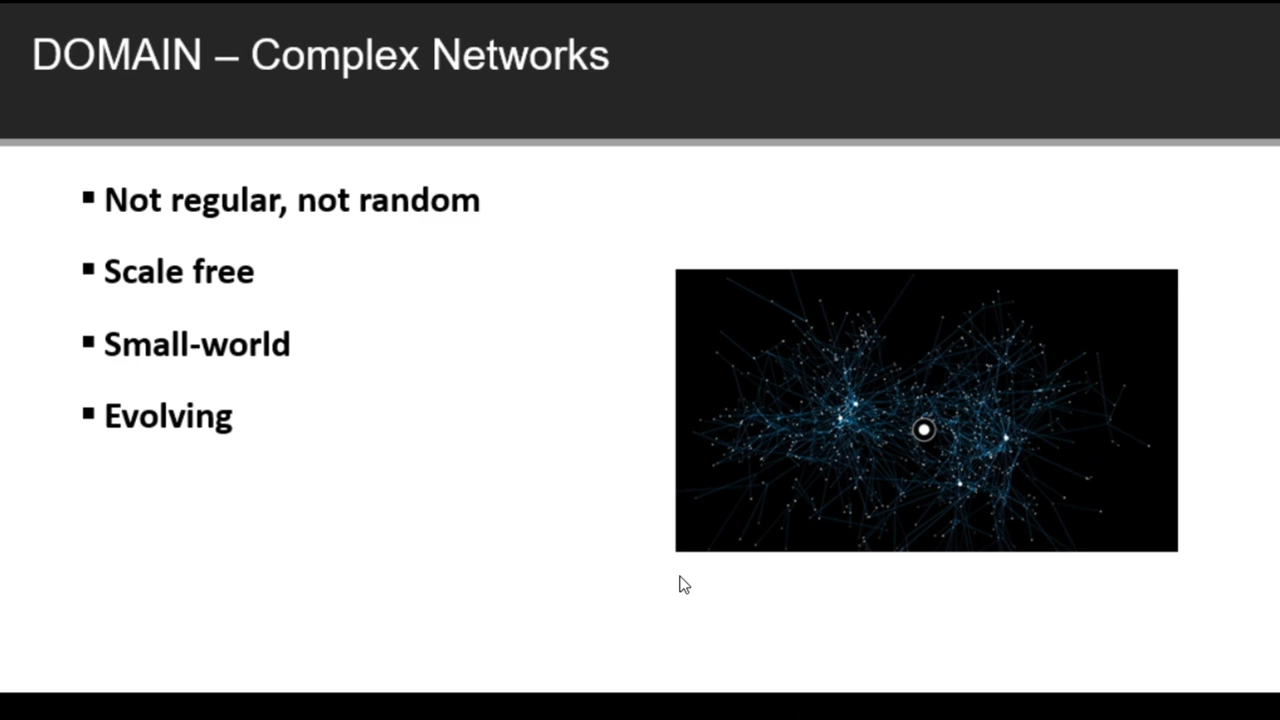 DOMAIN – Complex Networks
▪ Not regular, not random
▪ Scale free
▪ Small-world
▪ Evolving